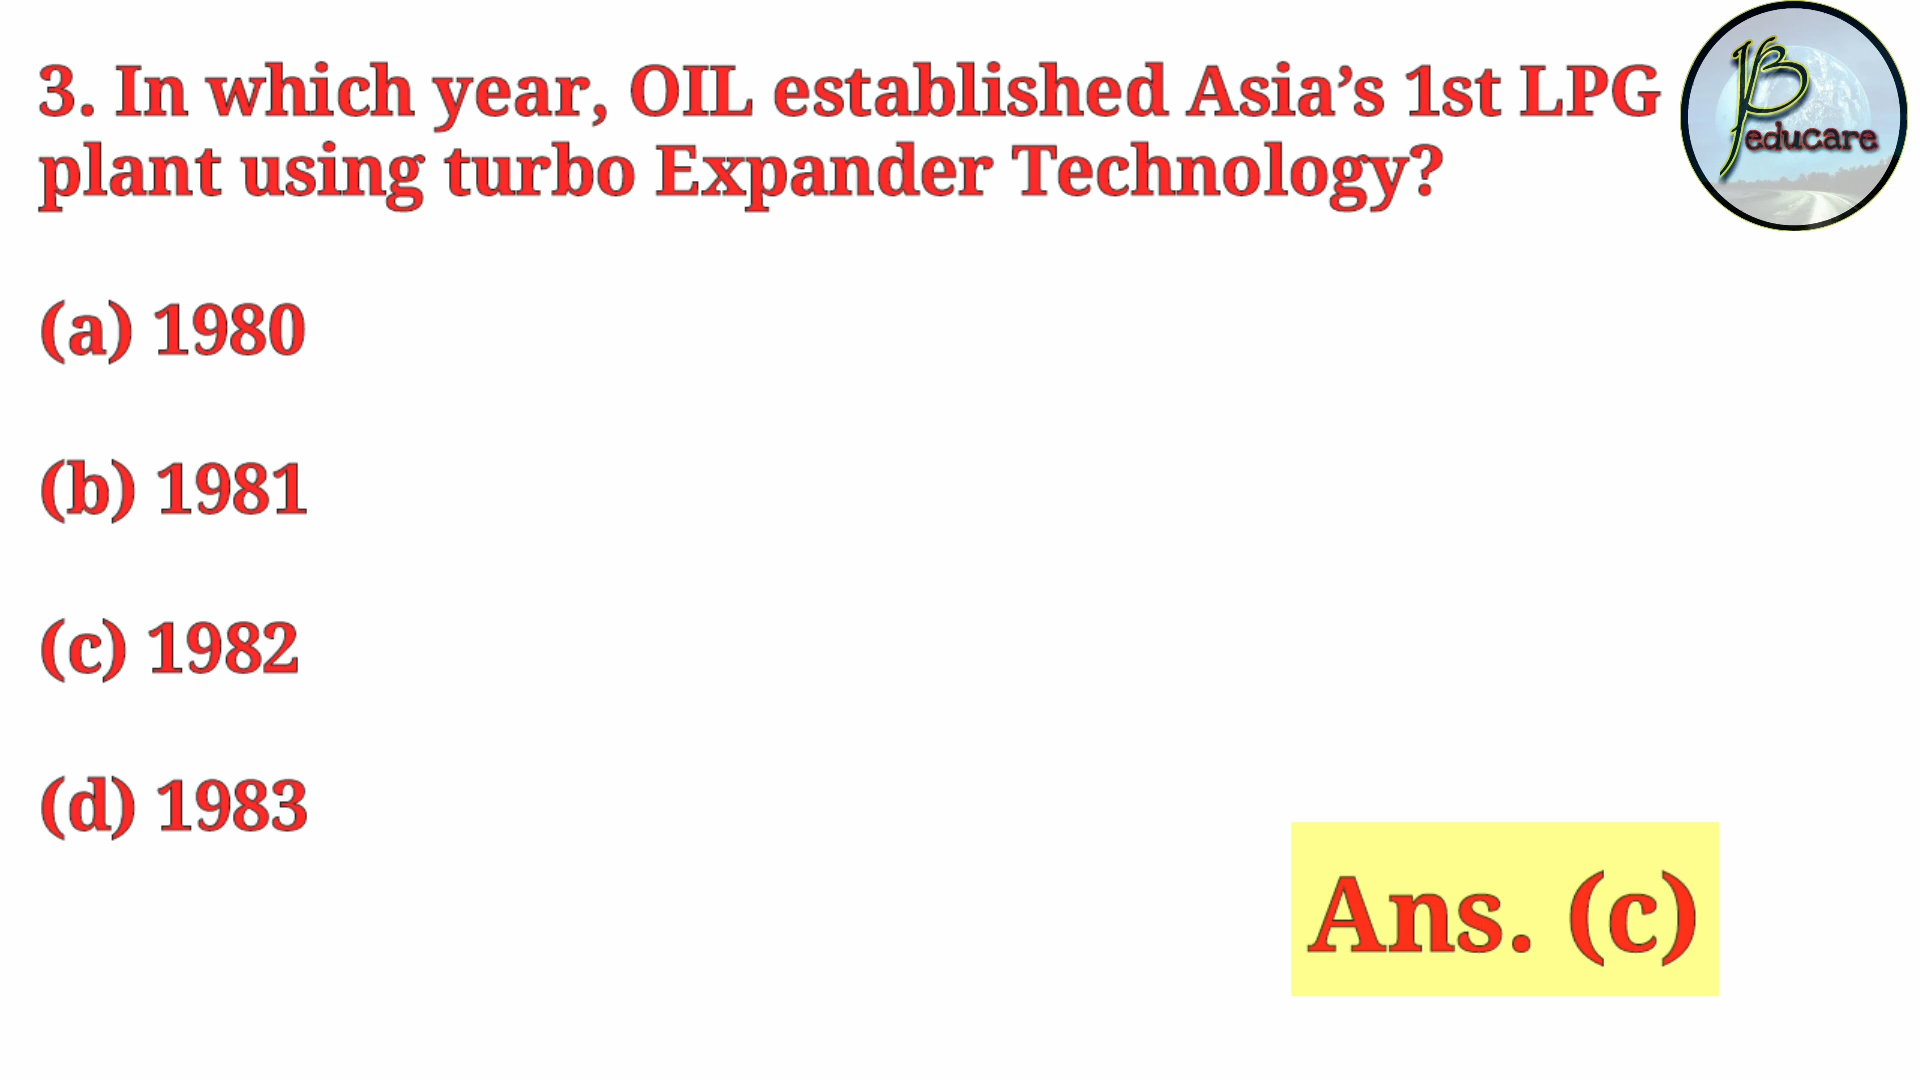 3. In which year, OIL established Asia’s 1st LPG
plant using turbo Expander Technology?
(a) 1980
(b) 1981
(c) 1982
(d) 1983
Ans. (c)
educare